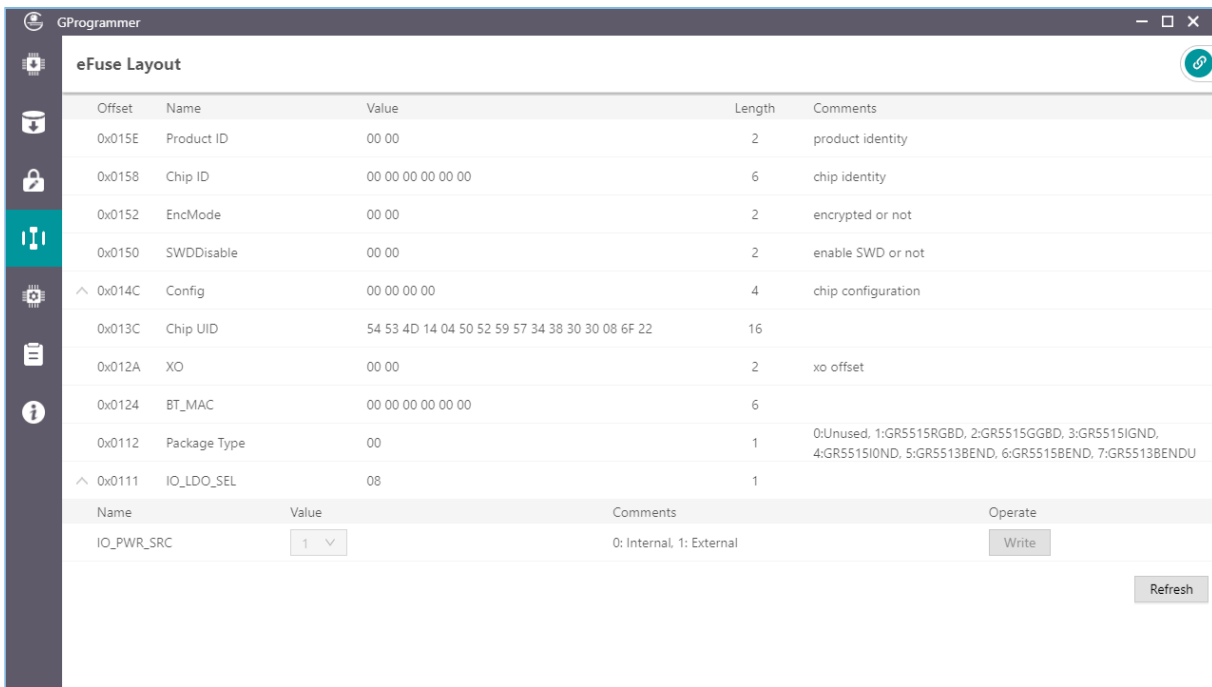 GProgrammer
eFuse Layout
Offset Name Value Length Comments
0x015E Product ID 00 00 2 product identity
0x0158 Chip ID 00 00 00 00 00 00 6 chip identity
0x0152 EncMode 00 00 2 encrypted or not
0x0150 SWDDisable 00 00 2 enable SWD or not
0x014C Config 00 00 00 00 4 chip configuration
0x013C Chip UID 54 53 4D 14 04 50 52 59 57 34 38 30 30 08 6F 22 16
0x012A XO 00 00 2 xo offset
0x0124 BT_MAC 00 00 00 00 00 00 6
0x0112 Package Type 00 1 0:Unused, 1:GR5515RGBD, 2:GR5515GGBD, 3:GR5515IGND,
4:GR5515I0ND, 5:GR5513BEND, 6:GR5515BEND, 7:GR5513BENDU
0x0111 IO_LDO_SEL 08 1
Name Value Comments Operate
IO_PWR_SRC 1 0: Internal, 1: External Write
Refresh